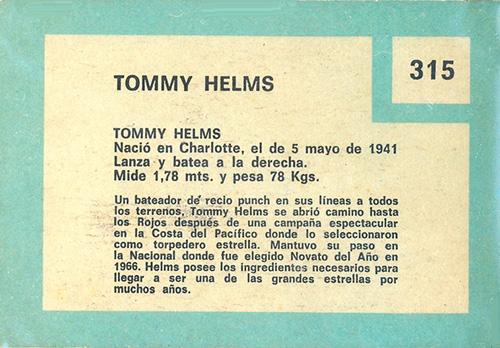 315
TOMMY HELMS
TOMMY HELMS
Nació en Charlotte, el de 5 mayo de 1941
Lanza y batea a la derecha.
Mide 1,78 mts. y pesa 78 Kgs.
Un bateador de recio punch en sus líneas a todos
los terrenos, Tommy Helms se abrió camino hasta
los Rojos después de una campaña espectacular
en la Costa del Pacífico donde lo seleccionaron
como torpedero estrella. Mantuvo su paso en
la Nacional donde fue elegido Novato del Año en
1966. Helms posee los ingredientes necesarios para
llegar a ser una de las grandes estrellas por
muchos años.